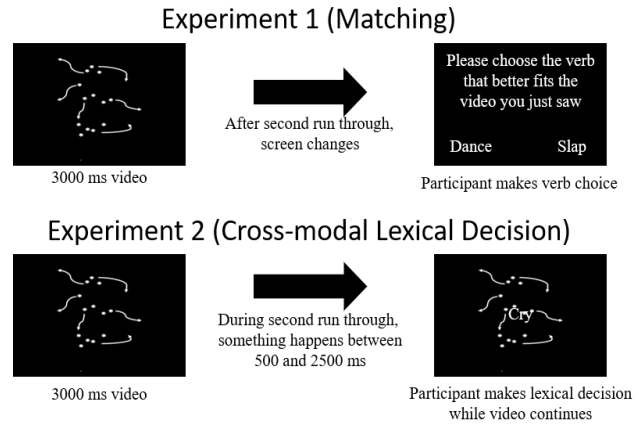 Experiment 1 (Matching)
Please choose the verb
that better fits the
video you just saw
Dance Slap
After second run through,
screen changes
3000 ms video
Participant makes verb choice
Experiment 2 (Cross-modal Lexical Decision)
Cry
During second run through,
something happens between
500 and 2500 ms
3000 ms video
Participant makes lexical decision
while video continues